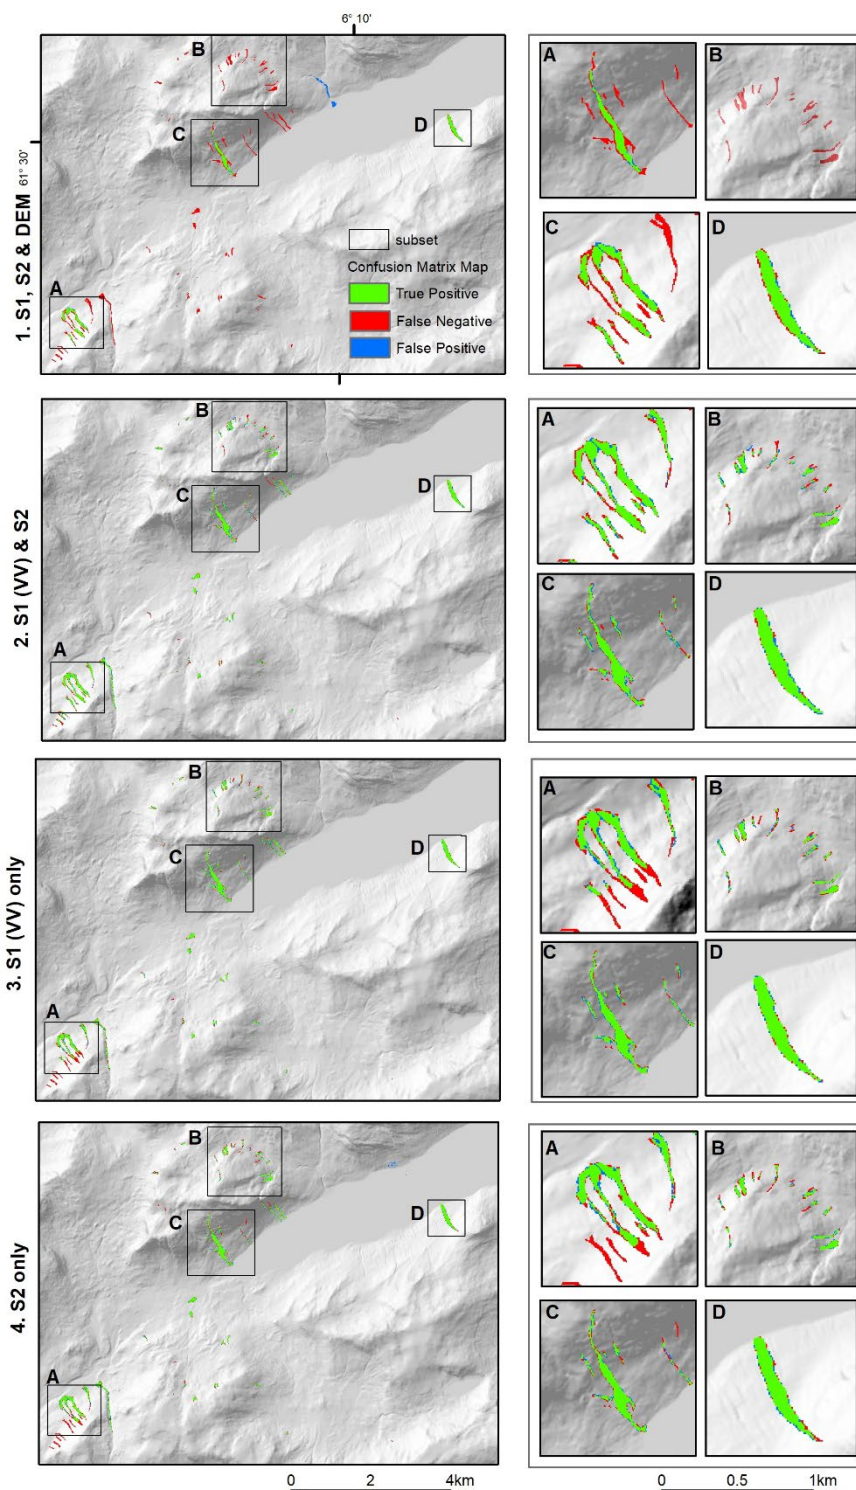 6° 10'
61° 30'
1. S1, S2 & DEM
B
C
D
A
subset
Confusion Matrix Map
True Positive
False Negative
False Positive
A
B
C
D
2. S1 (VV) & S2
B
C
D
A
A
B
C
D
3. S1 (VV) only
B
C
D
A
A
B
C
D
4. S2 only
B
C
D
A
A
B
C
D
0 2 4km
0 0.5 1km